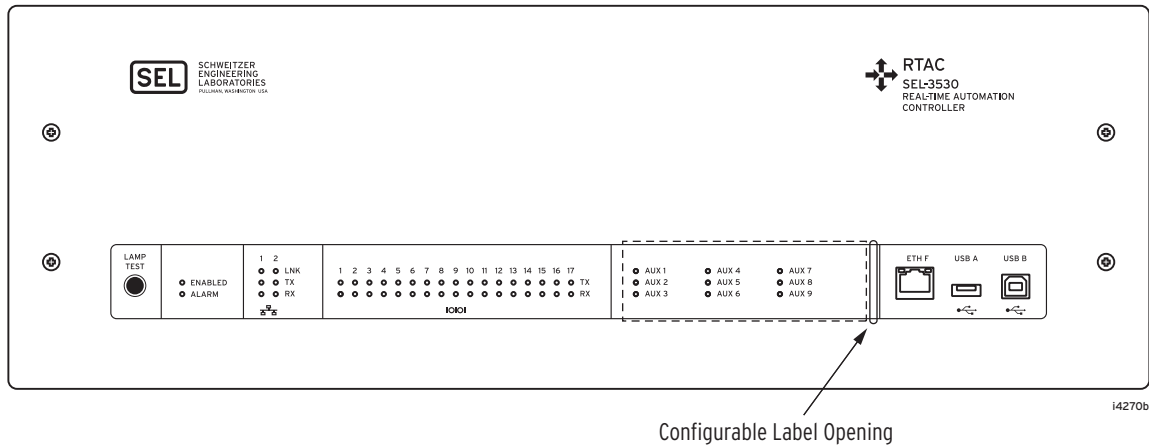 SEL
SCHWEITZER
ENGINEERING
LABORATORIES
PULLMAN, WASHINGTON USA
RTAC
SEL-3530
REAL-TIME AUTOMATION
CONTROLLER
LAMP
TEST
ENABLED
ALARM
1 2
LNK
TX
RX
1 2 3 4 5 6 7 8 9 10 11 12 13 14 15 16 17
TX
RX
IOIOI
AUX 1 AUX 4 AUX 7
AUX 2 AUX 5 AUX 8
AUX 3 AUX 6 AUX 9
ETH F USB A USB B
i4270b
Configurable Label Opening